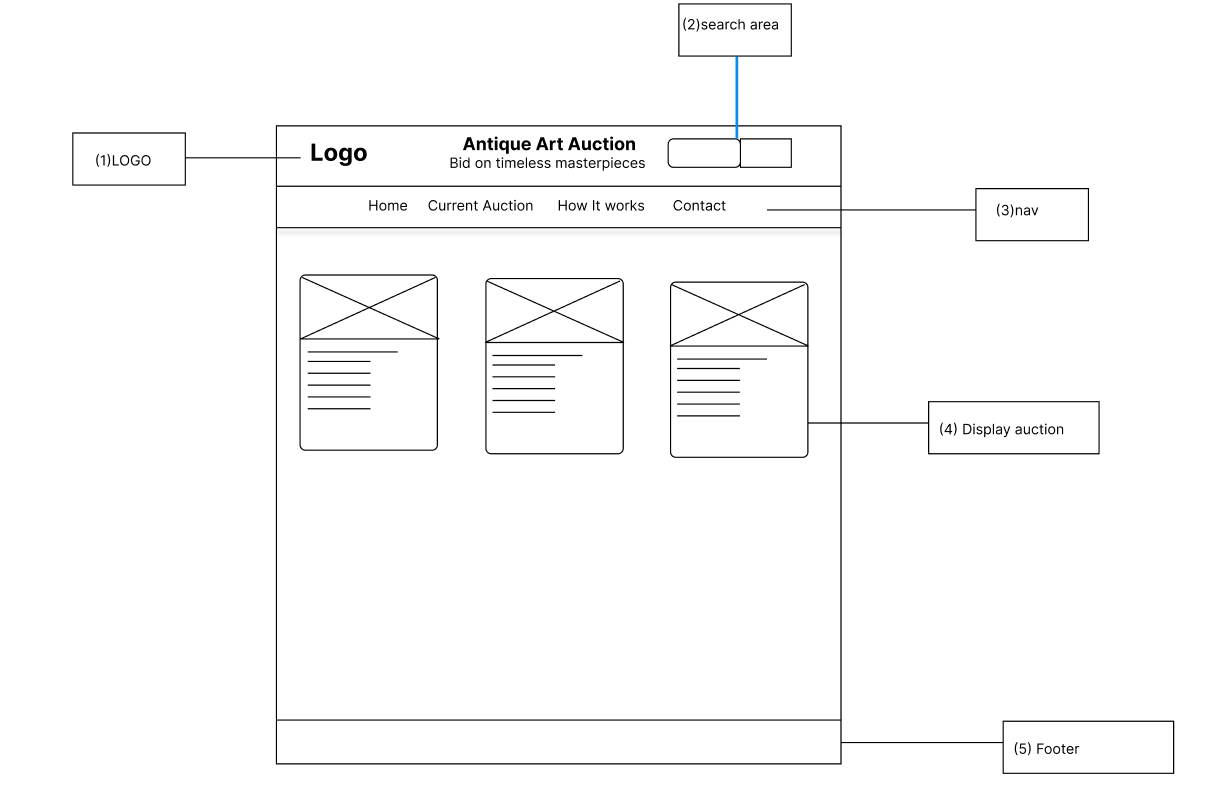 (2)search area
(1)LOGO
Logo
Antique Art Auction
Bid on timeless masterpieces
Home Current Auction How It works Contact
(3)nav
(4) Display auction
(5) Footer